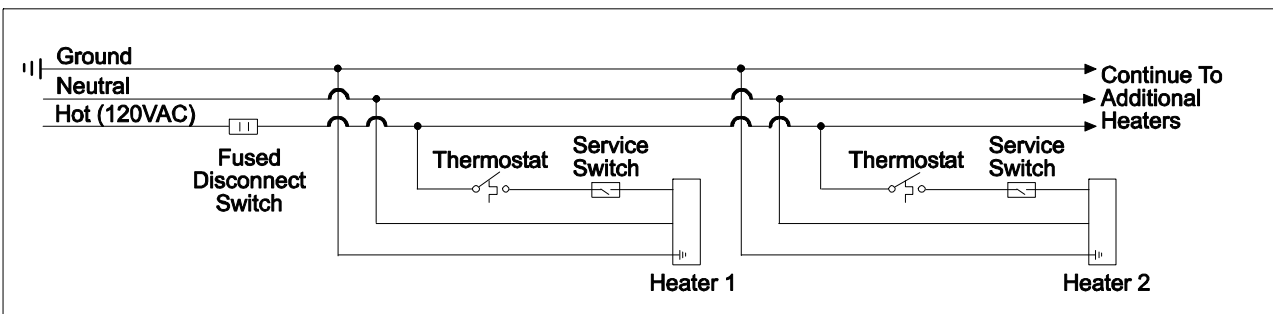 Ground
Neutral
Hot (120VAC)
Continue To
Additional
Heaters
Fused
Disconnect
Switch
Thermostat
Service
Switch
Thermostat
Service
Switch
Heater 1
Heater 2